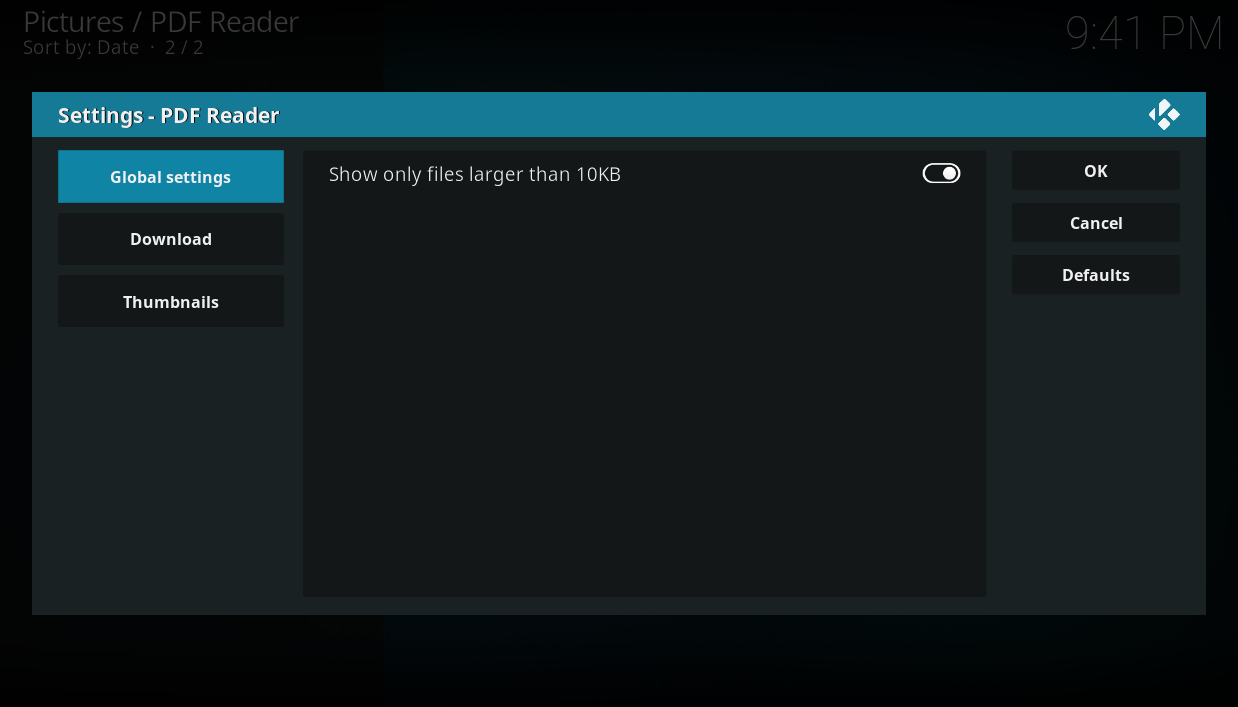 Pictures / PDF Reader
Sort by: Date · 2 / 2
9:41 PM
Settings - PDF Reader
Global settings
Download
Thumbnails
Show only files larger than 10KB
OK
Cancel
Defaults